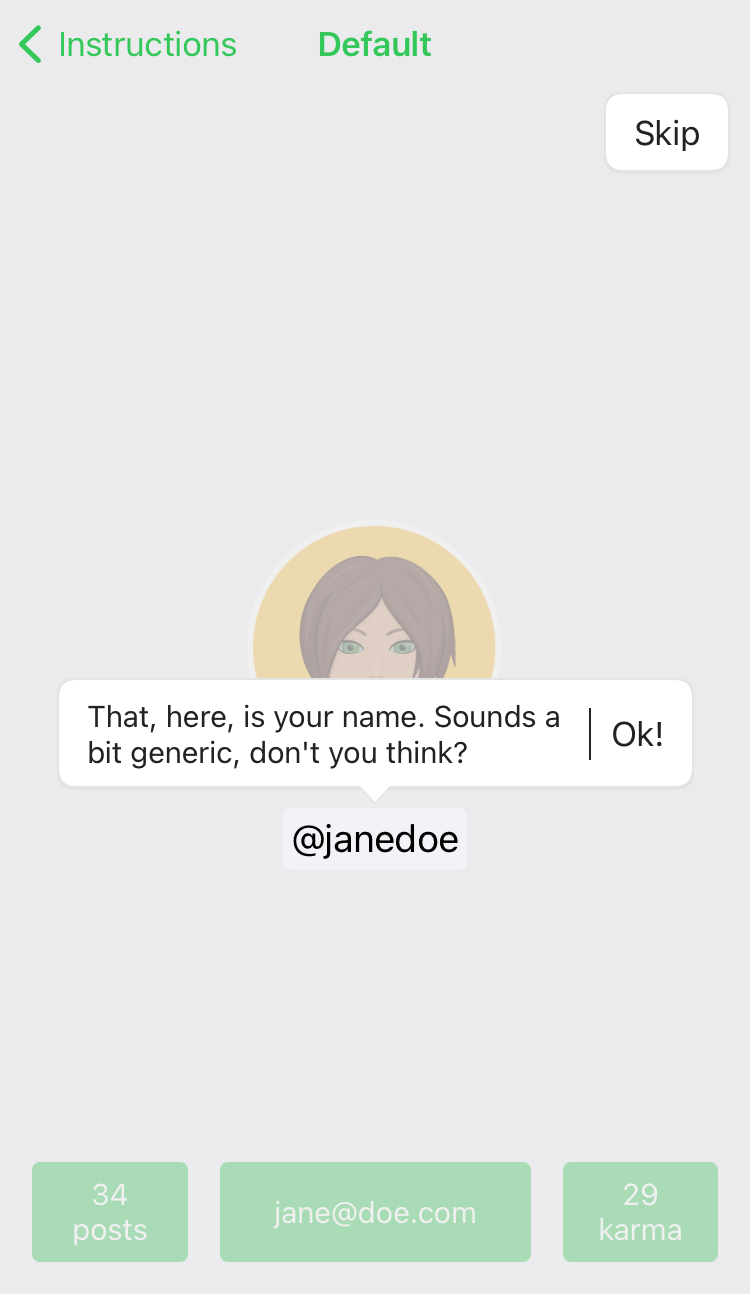 Instructions
Default
Skip
That, here, is your name. Sounds a
bit generic, don't you think?
Ok!
@janedoe
34
posts
jane@doe.com
29
karma